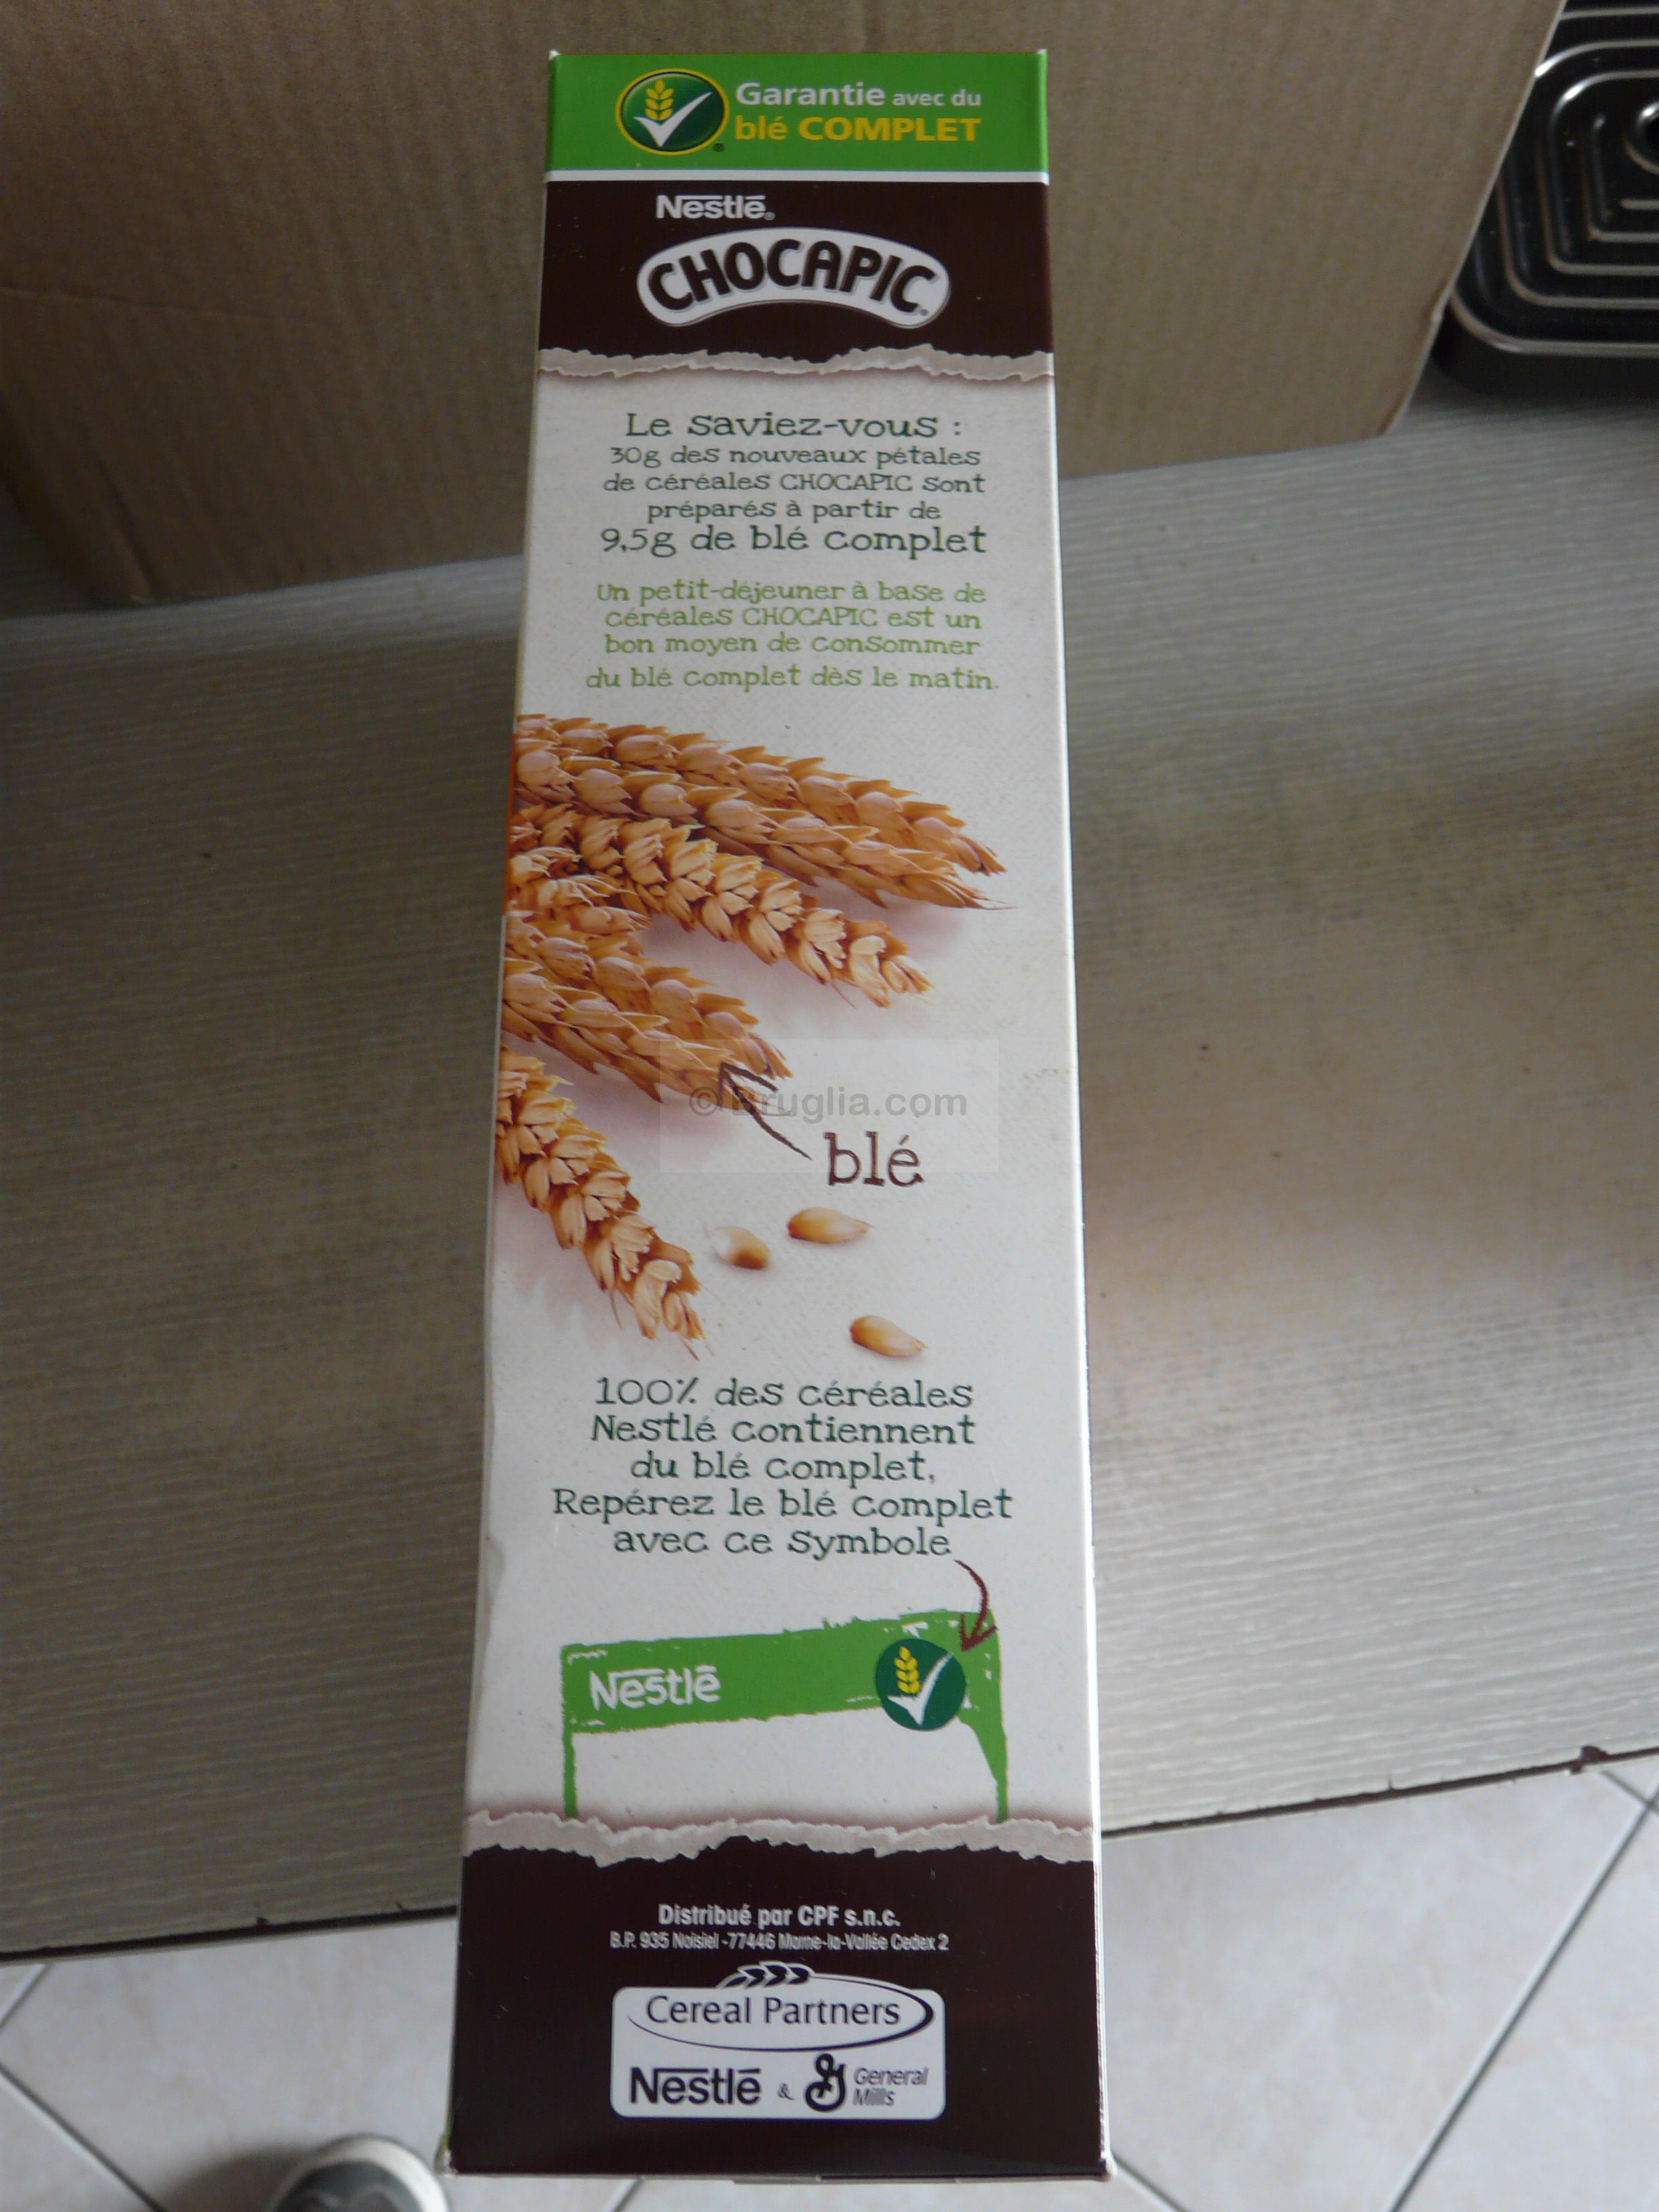 Garantie avec du
blé COMPLET
Nestlé®
CHOCAPIC®
Le saviez-vous :
30g des nouveaux pétales
de céréales CHOCAPIC sont
préparés à partir de
9,5g de blé complet
Un petit-déjeuner à base de
céréales CHOCAPIC est un
bon moyen de consommer
du blé complet dès le matin.
© Bruglia.com
blé
100% des céréales
Nestlé contiennent
du blé complet,
Repérez le blé complet
avec ce symbole
Nestlé
Distribué par CPF s.n.c.
B.P. 935 Noisiel -77446 Marne-la-Vallée Cedex 2
Cereal Partners
Nestlé & G General
Mills